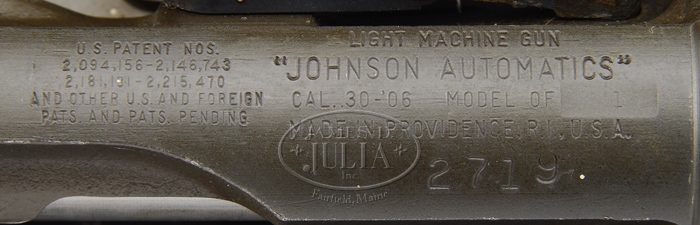 U.S. PATENT NOS.
2,094,156-2,146,743
2,181,131-2,215,470
AND OTHER U.S. AND FOREIGN
PATS. AND PATS. PENDING
LIGHT MACHINE GUN
"JOHNSON AUTOMATICS"
CAL. .30-'06 MODEL OF 1
MADE IN PROVIDENCE, R.I., U.S.A.
2719
JULIA
Inc.
Fairfield, Maine